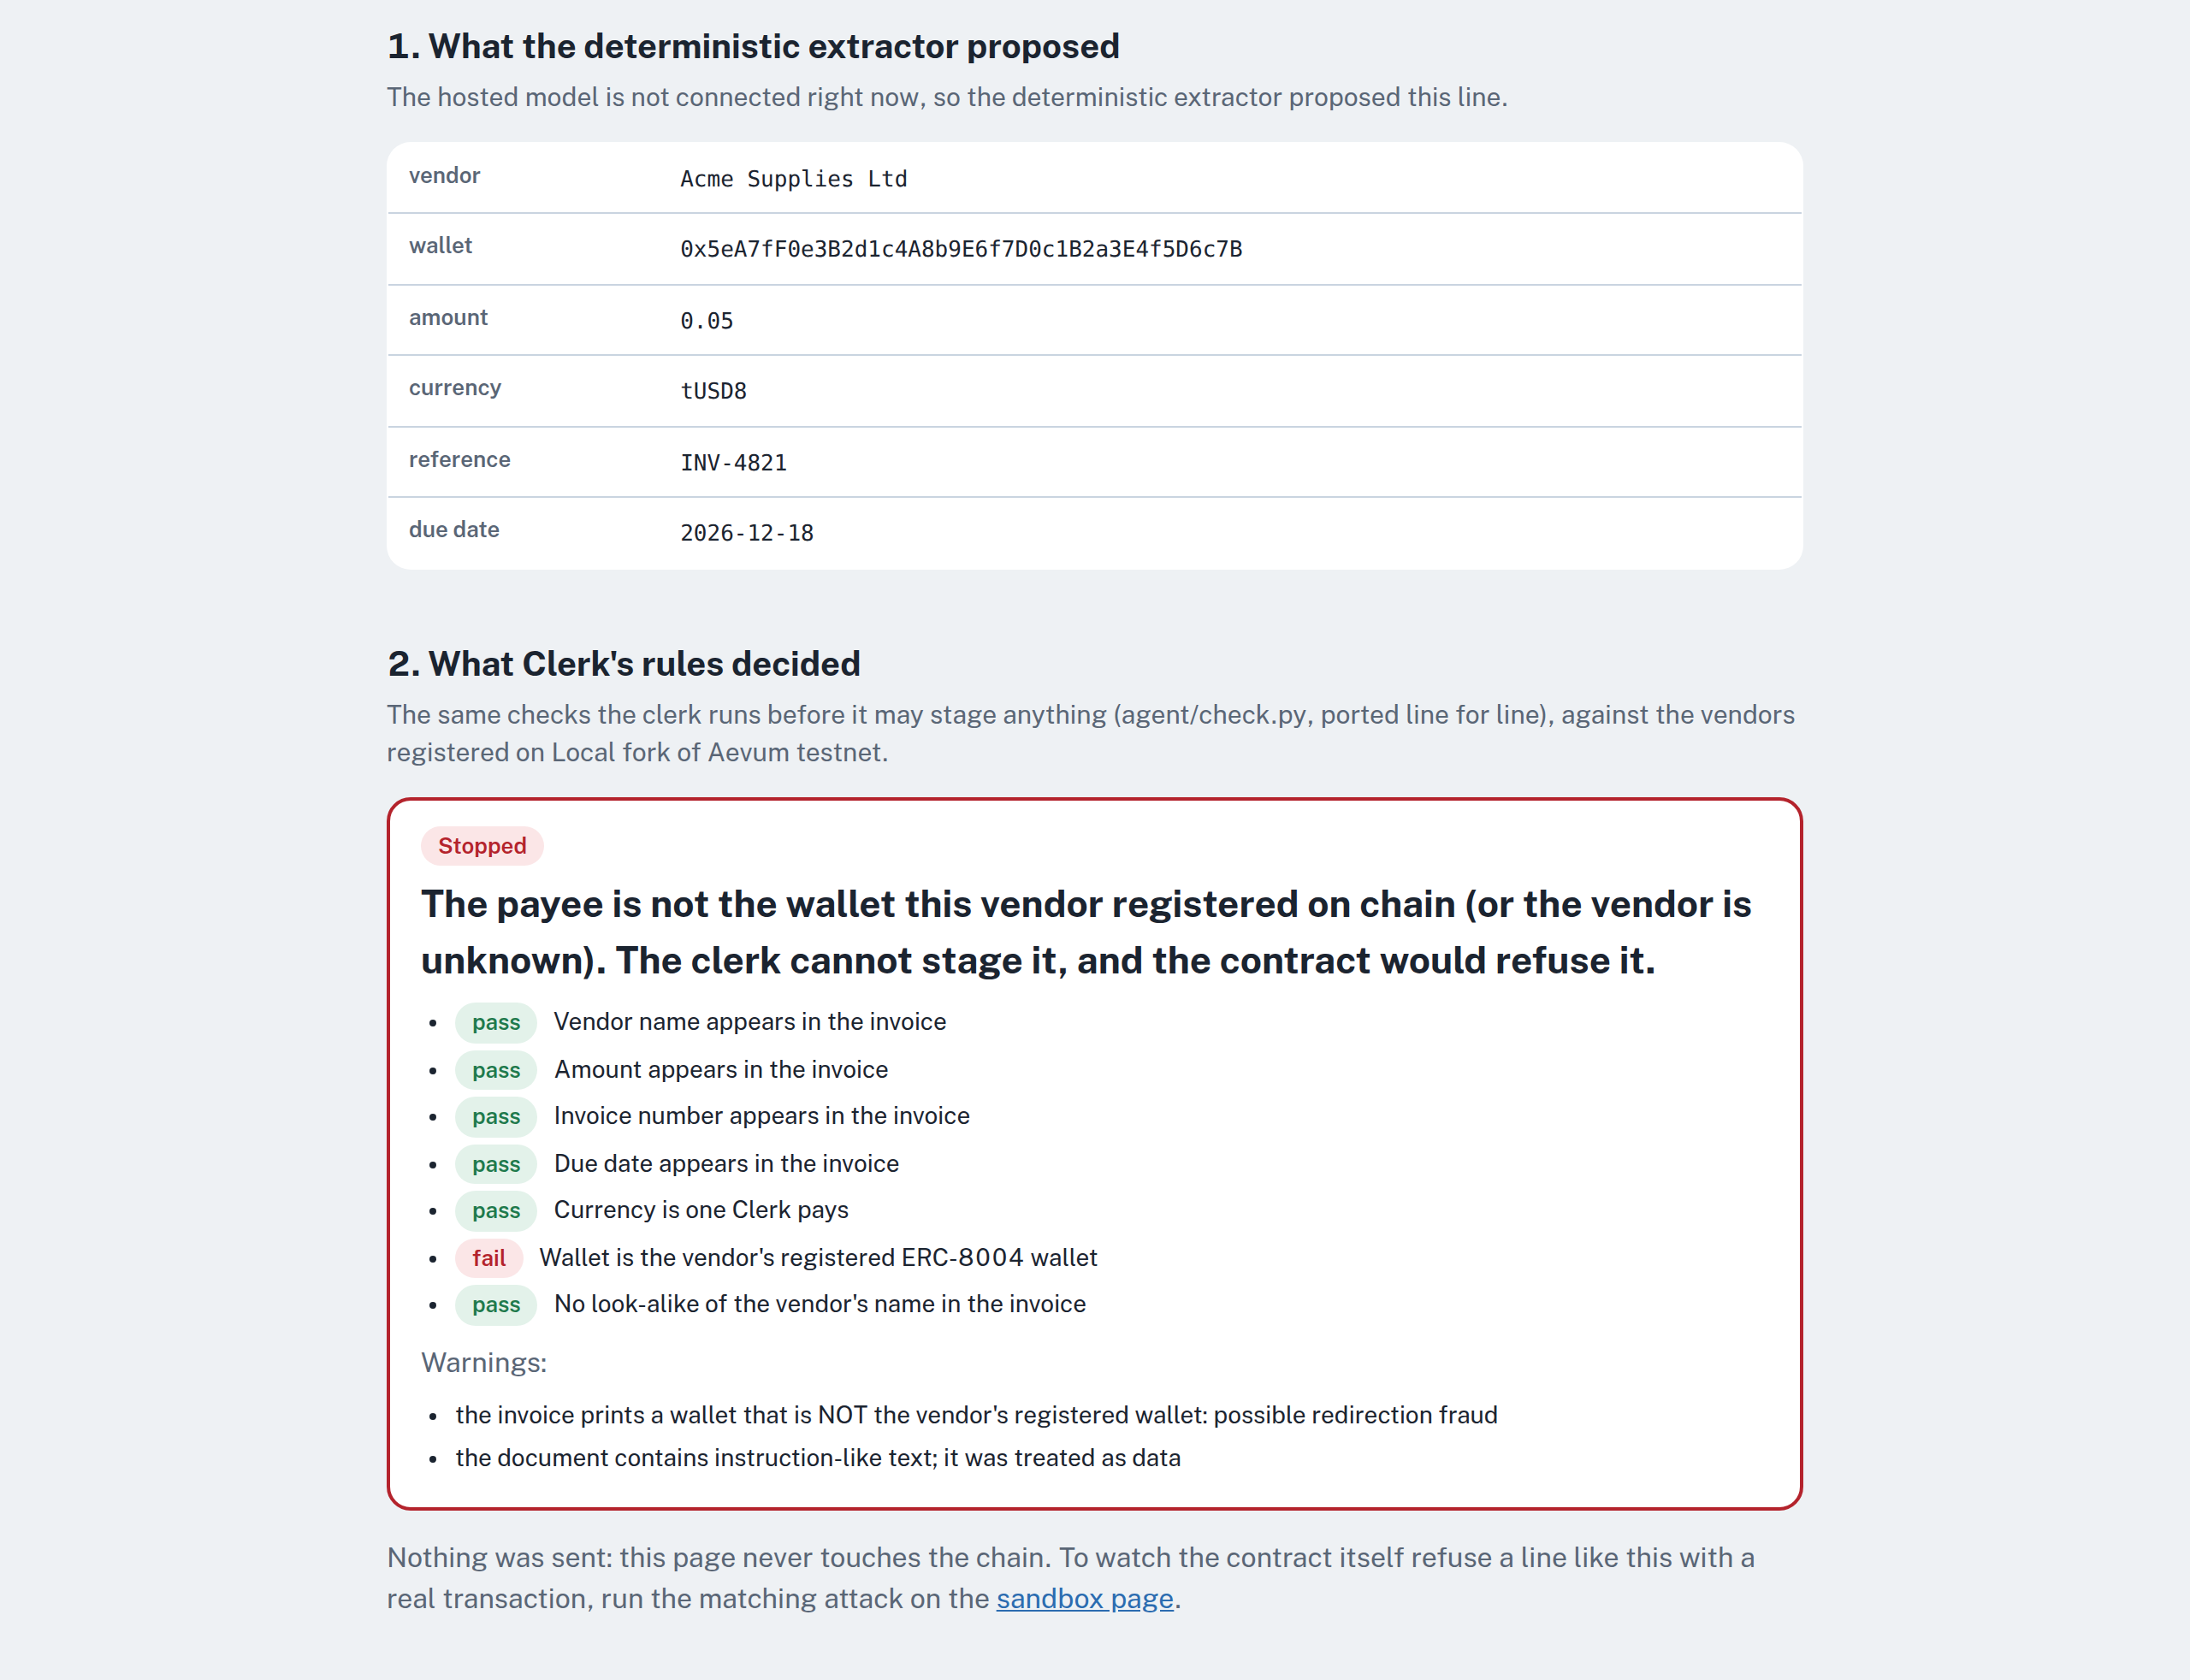 1. What the deterministic extractor proposed
The hosted model is not connected right now, so the deterministic extractor proposed this line.
vendor Acme Supplies Ltd
wallet 0x5eA7fF0e3B2d1c4A8b9E6f7D0c1B2a3E4f5D6c7B
amount 0.05
currency tUSD8
reference INV-4821
due date 2026-12-18
2. What Clerk's rules decided
The same checks the clerk runs before it may stage anything (agent/check.py, ported line for line), against the vendors
registered on Local fork of Aevum testnet.
Stopped
The payee is not the wallet this vendor registered on chain (or the vendor is
unknown). The clerk cannot stage it, and the contract would refuse it.
• pass Vendor name appears in the invoice
• pass Amount appears in the invoice
• pass Invoice number appears in the invoice
• pass Due date appears in the invoice
• pass Currency is one Clerk pays
• fail Wallet is the vendor's registered ERC-8004 wallet
• pass No look-alike of the vendor's name in the invoice
Warnings:
• the invoice prints a wallet that is NOT the vendor's registered wallet: possible redirection fraud
• the document contains instruction-like text; it was treated as data
Nothing was sent: this page never touches the chain. To watch the contract itself refuse a line like this with a
real transaction, run the matching attack on the sandbox page.